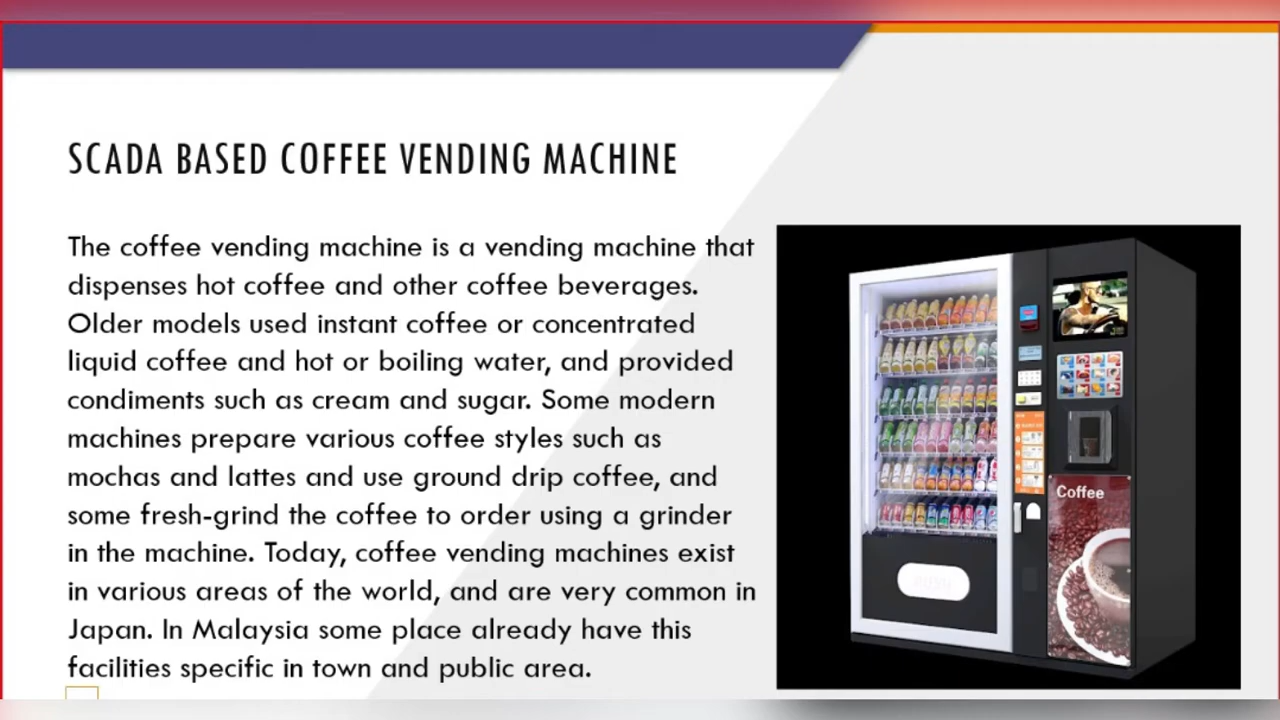 SCADA BASED COFFEE VENDING MACHINE
The coffee vending machine is a vending machine that
dispenses hot coffee and other coffee beverages.
Older models used instant coffee or concentrated
liquid coffee and hot or boiling water, and provided
condiments such as cream and sugar. Some modern
machines prepare various coffee styles such as
mochas and lattes and use ground drip coffee, and
some fresh-grind the coffee to order using a grinder
in the machine. Today, coffee vending machines exist
in various areas of the world, and are very common in
Japan. In Malaysia some place already have this
facilities specific in town and public area.
Coffee